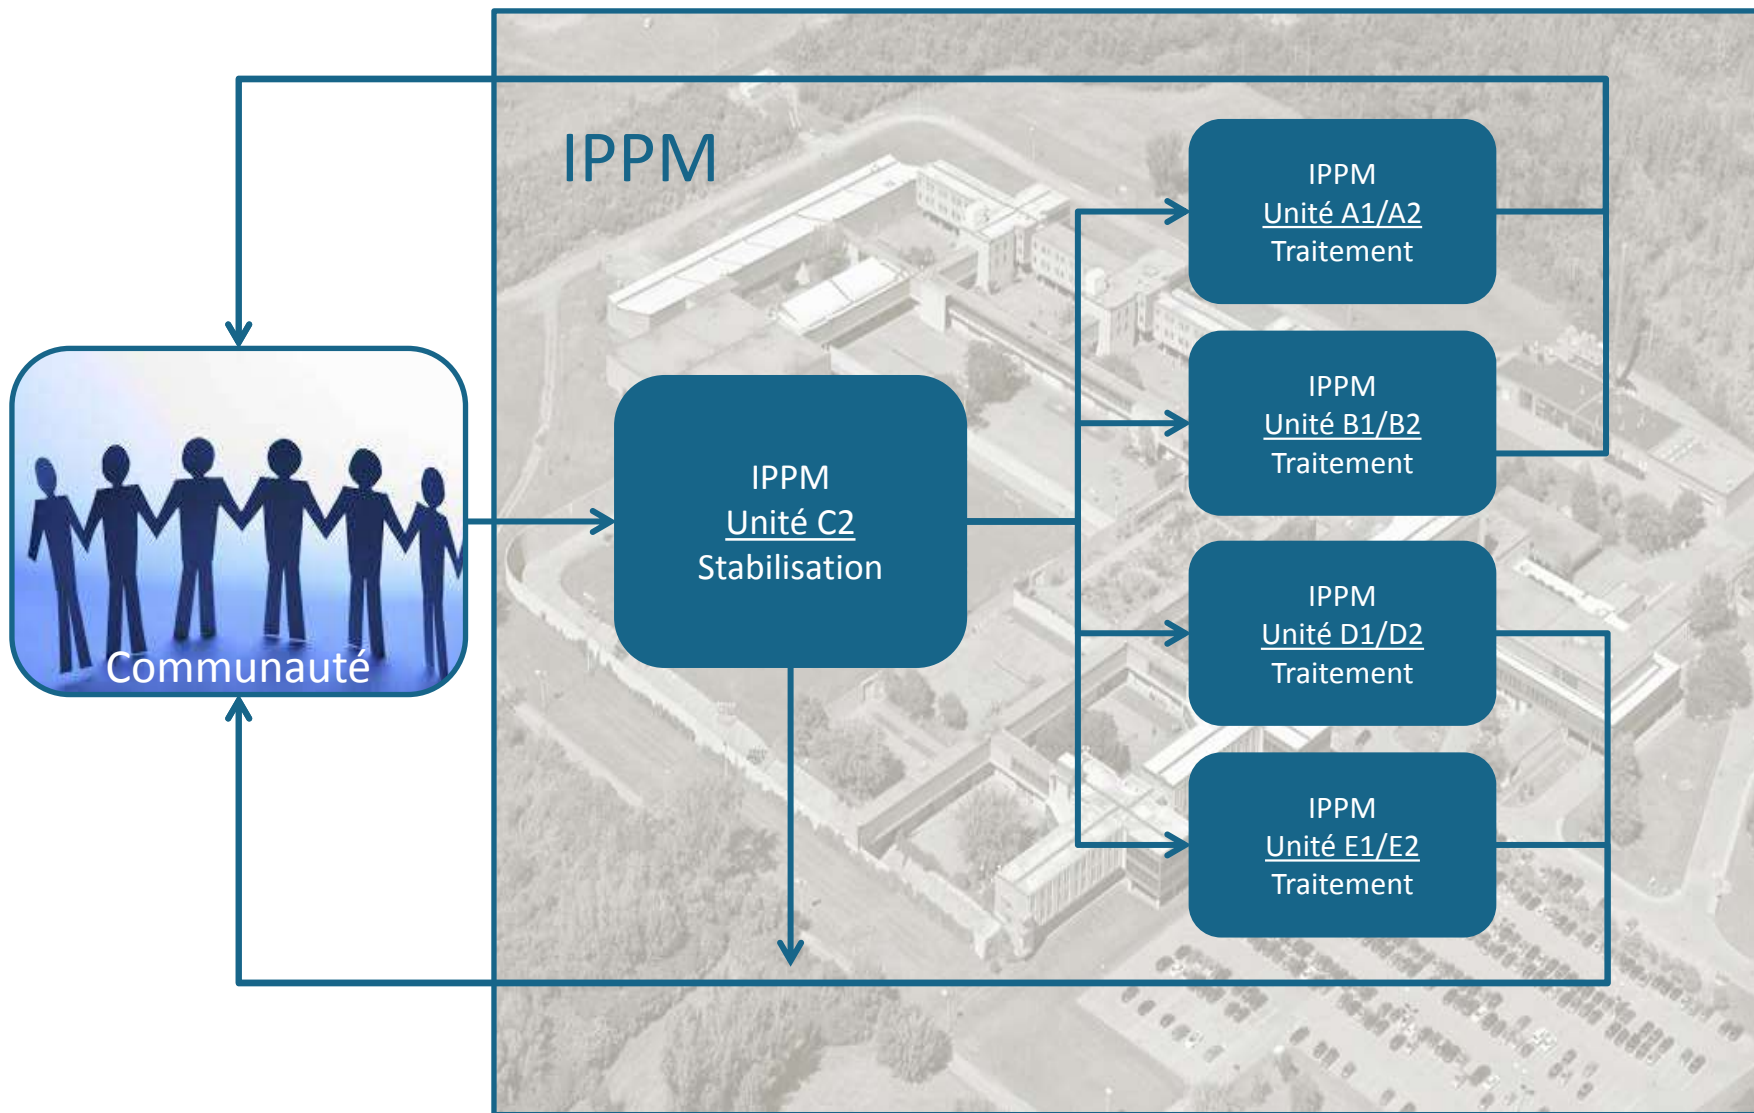 IPPM
IPPM
Unité A1/A2
Traitement
IPPM
Unité B1/B2
Traitement
IPPM
Unité C2
Stabilisation
IPPM
Unité D1/D2
Traitement
Communauté
IPPM
Unité E1/E2
Traitement